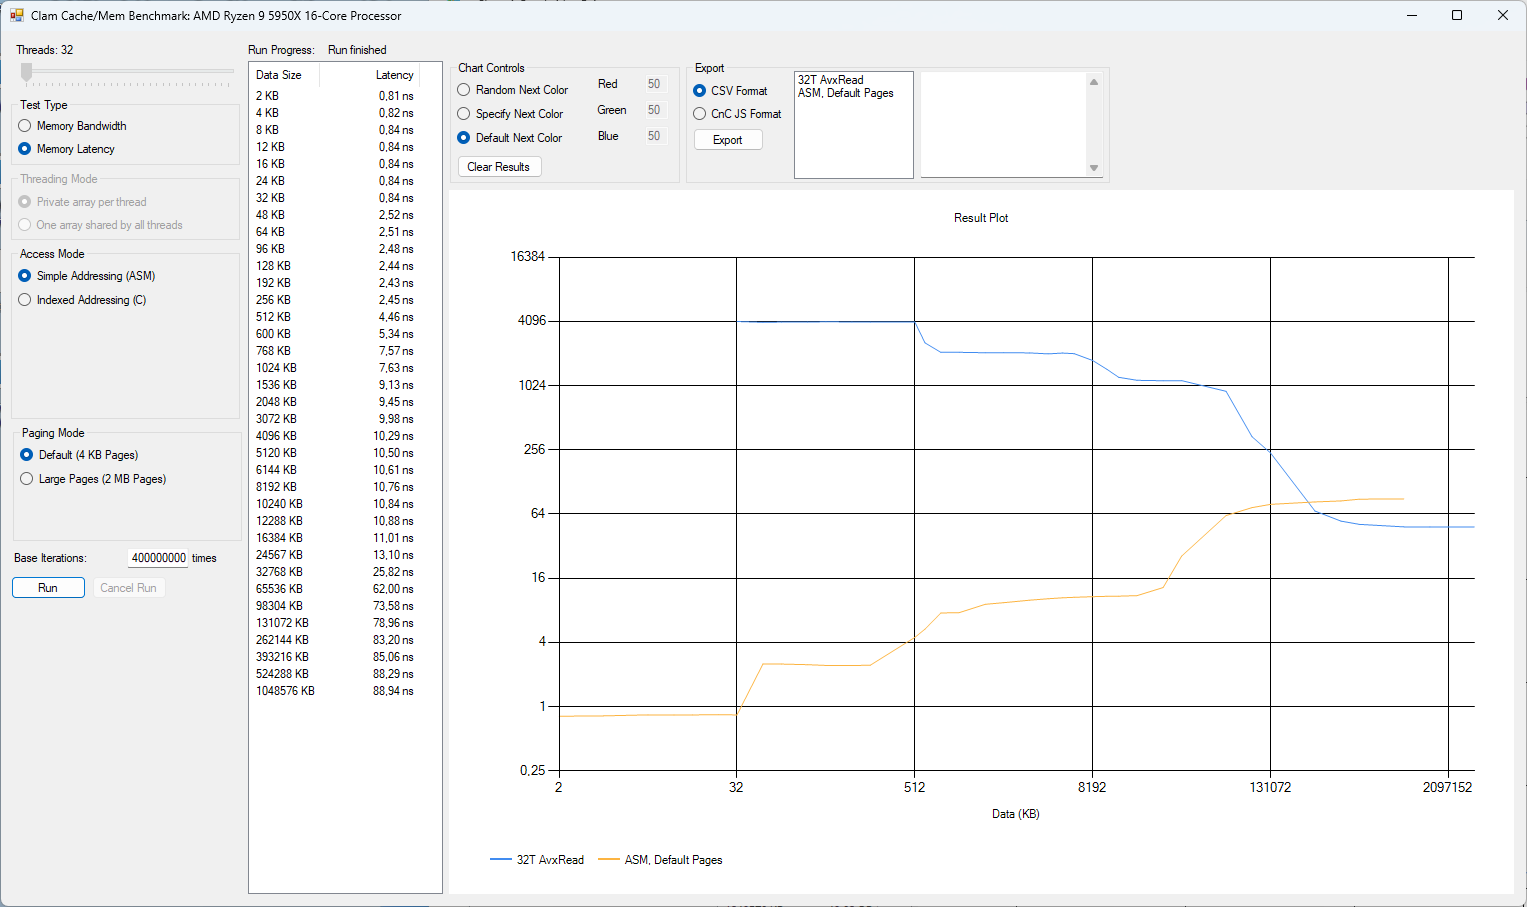 Clam Cache/Mem Benchmark: AMD Ryzen 9 5950X 16-Core Processor
Threads: 32
Test Type
Memory Bandwidth
Memory Latency
Threading Mode
Private array per thread
One array shared by all threads
Access Mode
Simple Addressing (ASM)
Indexed Addressing (C)
Paging Mode
Default (4 KB Pages)
Large Pages (2 MB Pages)
Base Iterations: 400000000 times
Run Cancel Run
Run Progress: Run finished
Data Size Latency
2 KB 0,81 ns
4 KB 0,82 ns
8 KB 0,84 ns
12 KB 0,84 ns
16 KB 0,84 ns
24 KB 0,84 ns
32 KB 0,84 ns
48 KB 2,52 ns
64 KB 2,51 ns
96 KB 2,48 ns
128 KB 2,44 ns
192 KB 2,43 ns
256 KB 2,45 ns
512 KB 4,46 ns
600 KB 5,34 ns
768 KB 7,57 ns
1024 KB 7,63 ns
1536 KB 9,13 ns
2048 KB 9,45 ns
3072 KB 9,98 ns
4096 KB 10,29 ns
5120 KB 10,50 ns
6144 KB 10,61 ns
8192 KB 10,76 ns
10240 KB 10,84 ns
12288 KB 10,88 ns
16384 KB 11,01 ns
24567 KB 13,10 ns
32768 KB 25,82 ns
65536 KB 62,00 ns
98304 KB 73,58 ns
131072 KB 78,96 ns
262144 KB 83,20 ns
393216 KB 85,06 ns
524288 KB 88,29 ns
1048576 KB 88,94 ns
Chart Controls
Random Next Color Red 50
Specify Next Color Green 50
Default Next Color Blue 50
Clear Results
Export
CSV Format
CnC JS Format
Export
32T AvxRead
ASM, Default Pages
Result Plot
16384
4096
1024
256
64
16
4
1
0,25
2 32 512 8192 131072 2097152
Data (KB)
32T AvxRead ASM, Default Pages